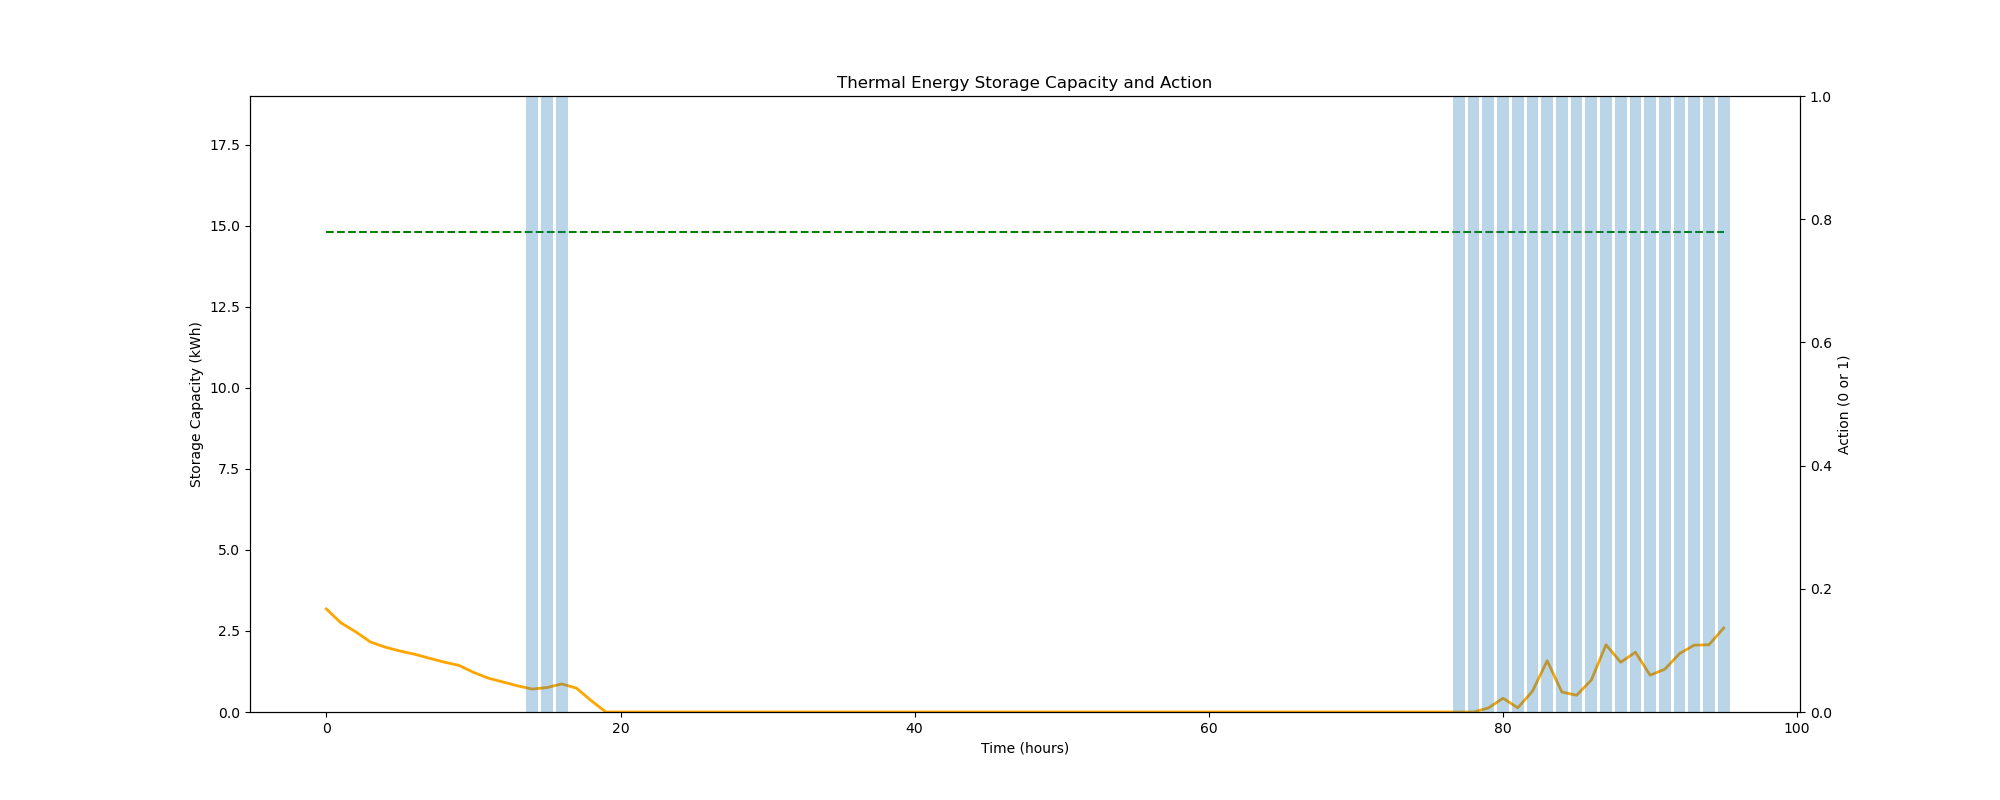 Thermal Energy Storage Capacity and Action
Storage Capacity (kWh)
17.5
15.0
12.5
10.0
7.5
5.0
2.5
0.0
1.0
0.8
0.6
0.4
0.2
0.0
Action (0 or 1)
0 20 40 60 80 100
Time (hours)